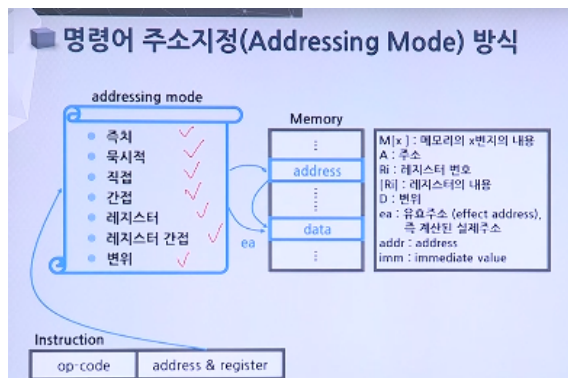 명령어 주소지정(Addressing Mode) 방식
addressing mode
즉치
묵시적
직접
간접
레지스터
레지스터 간접
변위
ea
Memory
⋮
address
⋮
data
⋮
M[x] : 메모리의 x번지의 내용
A : 주소
Ri : 레지스터 번호
[Ri] : 레지스터의 내용
D : 변위
ea : 유효주소 (effect address),
즉 계산된 실제주소
addr : address
imm : immediate value
Instruction
op-code
address & register